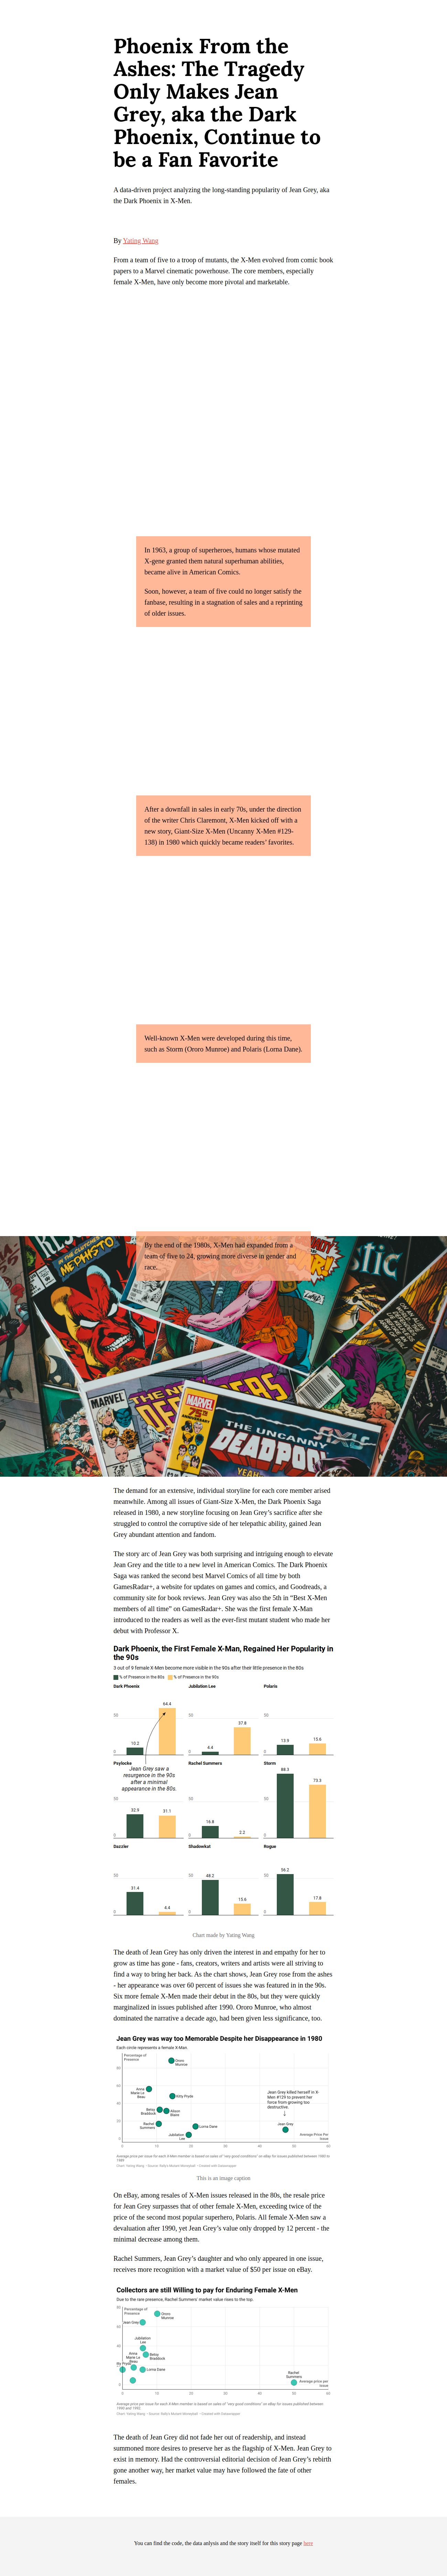 Phoenix From the
Ashes: The Tragedy
Only Makes Jean
Grey, aka the Dark
Phoenix, Continue to
be a Fan Favorite
A data-driven project analyzing the long-standing popularity of Jean Grey, aka
the Dark Phoenix in X-Men.
By Yating Wang
From a team of five to a troop of mutants, the X-Men evolved from comic book
papers to a Marvel cinematic powerhouse. The core members, especially
female X-Men, have only become more pivotal and marketable.
In 1963, a group of superheroes, humans whose mutated
X-gene granted them natural superhuman abilities,
became alive in American Comics.
Soon, however, a team of five could no longer satisfy the
fanbase, resulting in a stagnation of sales and a reprinting
of older issues.
After a downfall in sales in early 70s, under the direction
of the writer Chris Claremont, X-Men kicked off with a
new story, Giant-Size X-Men (Uncanny X-Men #129-
138) in 1980 which quickly became readers’ favorites.
Well-known X-Men were developed during this time,
such as Storm (Ororo Munroe) and Polaris (Lorna Dane).
By the end of the 1980s, X-Men had expanded from a
team of five to 24, growing more diverse in gender and
race.
IN THE CLUTCHES OF
MEPHISTO
MARVEL
THE NEW
DEFENDERS
MARVEL
ANNIVERSARY
THE UNCANNY
DEADPOOL
YEAH
The demand for an extensive, individual storyline for each core member arised
meanwhile. Among all issues of Giant-Size X-Men, the Dark Phoenix Saga
released in 1980, a new storyline focusing on Jean Grey’s sacrifice after she
struggled to control the corruptive side of her telepathic ability, gained Jean
Grey abundant attention and fandom.
The story arc of Jean Grey was both surprising and intriguing enough to elevate
Jean Grey and the title to a new level in American Comics. The Dark Phoenix
Saga was ranked the second best Marvel Comics of all time by both
GamesRadar+, a website for updates on games and comics, and Goodreads, a
community site for book reviews. Jean Grey was also the 5th in “Best X-Men
members of all time” on GamesRadar+. She was the first female X-Man
introduced to the readers as well as the ever-first mutant student who made her
debut with Professor X.
Dark Phoenix, the First Female X-Man, Regained Her Popularity in
the 90s
3 out of 9 female X-Men become more visible in the 90s after their little presence in the 80s
% of Presence in the 80s % of Presence in the 90s
Dark Phoenix Jubilation Lee Polaris
50 50 50
10.2 64.4 4.4 37.8 13.9 15.6
0 0 0
Jean Grey saw a
resurgence in the 90s
after a minimal
appearance in the 80s.
Psylocke Rachel Summers Storm
50 50 50
32.9 31.1 16.8 2.2 88.3 73.3
0 0 0
Dazzler Shadowkat Rogue
50 50 50
31.4 4.4 48.2 15.6 56.2 17.8
0 0 0
Chart made by Yating Wang
The death of Jean Grey has only driven the interest in and empathy for her to
grow as time has gone - fans, creators, writers and artists were all striving to
find a way to bring her back. As the chart shows, Jean Grey rose from the ashes
- her appearance was over 60 percent of issues she was featured in in the 90s.
Six more female X-Men made their debut in the 80s, but they were quickly
marginalized in issues published after 1990. Ororo Munroe, who almost
dominated the narrative a decade ago, had been given less significance, too.
Jean Grey was way too Memorable Despite her Disappearance in 1980
Each circle represents a female X-Man.
Percentage of
Presence
80
60
40
20
0
Ororo
Munroe
Anna
Marie Le
Beau
Kitty Pryde
Betsy
Braddock
Alison
Blaire
Rachel
Summers
Lorna Dane
Jubilation
Lee
Jean Grey killed herself in X-
Men #129 to prevent her
force from growing too
destructive.
Jean Grey
Average Price Per
Issue
0 10 20 30 40 50 60
Average price per issue for each X-Men member is based on sales of “very good conditions” on eBay for issues published between 1980 to
1989
This is an image caption
On eBay, among resales of X-Men issues released in the 80s, the resale price
for Jean Grey surpasses that of other female X-Men, exceeding twice of the
price of the second most popular superhero, Polaris. All female X-Men saw a
devaluation after 1990, yet Jean Grey’s value only dropped by 12 percent - the
minimal decrease among them.
Rachel Summers, Jean Grey’s daughter and who only appeared in one issue,
receives more recognition with a market value of $50 per issue on eBay.
Collectors are still Willing to pay for Enduring Female X-Men
Due to the rare presence, Rachel Summers’ market value rises to the top.
80
Percentage of
Presence
60
40
20
0
Ororo
Munroe
Jean Grey
Jubilation
Lee
Anna
Marie Le
Beau
Betsy
Braddock
Lorna Dane
Rachel
Summers
Average price per
issue
0 10 20 30 40 50 60
Average price per issue for each X-Men member is based on sales of “very good conditions” on eBay for issues published between
1990 and 1992.
The death of Jean Grey did not fade her out of readership, and instead
summoned more desires to preserve her as the flagship of X-Men. Jean Grey to
exist in memory. Had the controversial editorial decision of Jean Grey’s rebirth
gone another way, her market value may have followed the fate of other
females.
You can find the code, the data anlysis and the story itself for this story page here